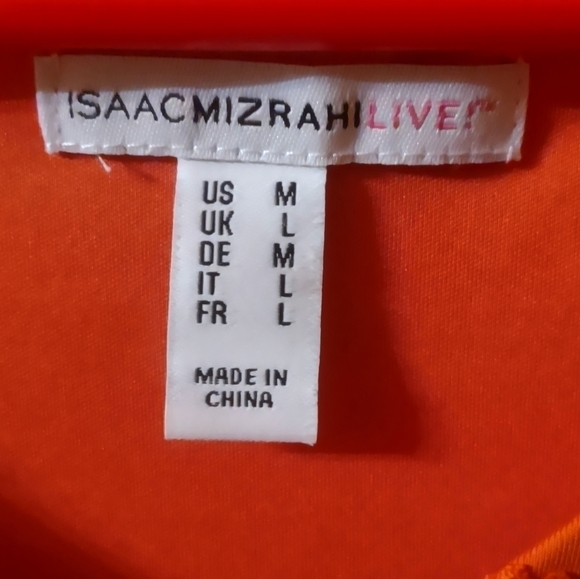 ISAACMIZRAHILIVE!™
US M
UK L
DE M
IT L
FR L
MADE IN
CHINA